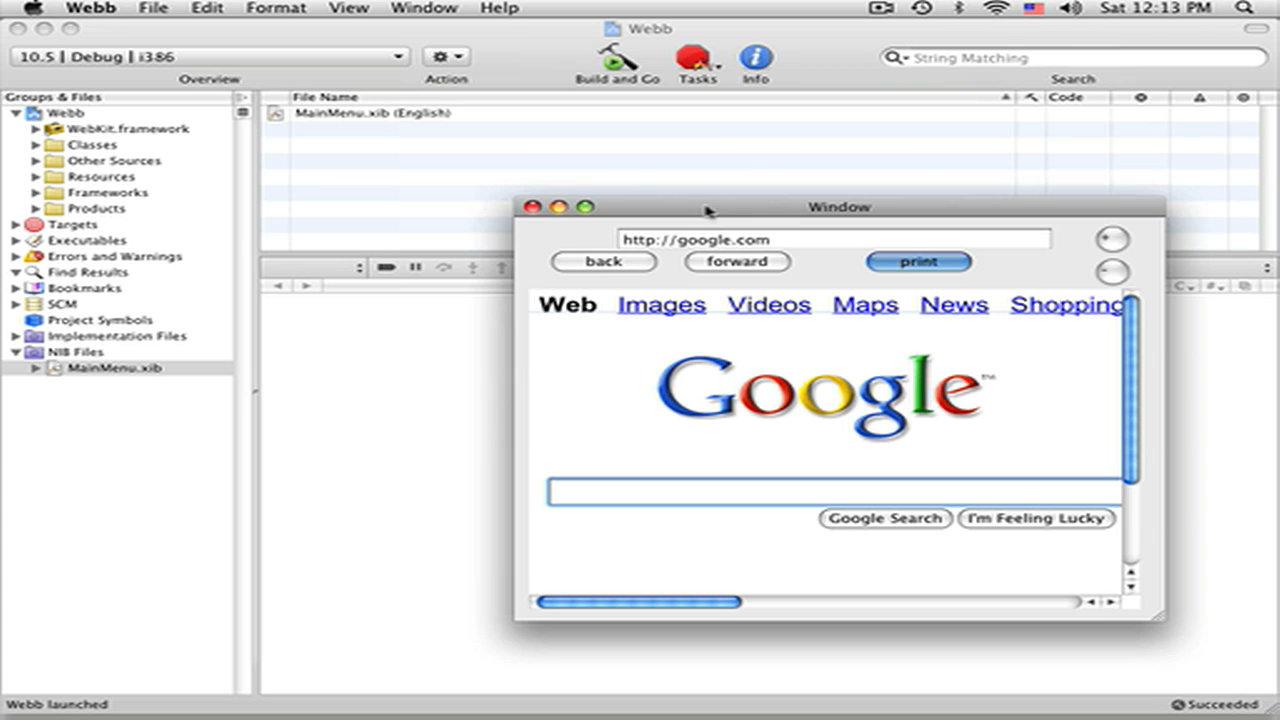 Webb File Edit Format View Window Help Sat 12:13 PM
Webb
10.5 | Debug | i386
String Matching
Overview Action Build and Go Tasks Info Search
Groups & Files File Name Code
Webb MainMenu.xib (English)
WebKit.framework
Classes
Other Sources
Resources
Frameworks
Products
Targets
Executables
Errors and Warnings
Find Results
Bookmarks
SCM
Project Symbols
Implementation Files
NIB Files
MainMenu.xib
Window
http://google.com
back forward print
Web Images Videos Maps News Shopping
Google™
Google Search I'm Feeling Lucky
Webb launched Succeeded